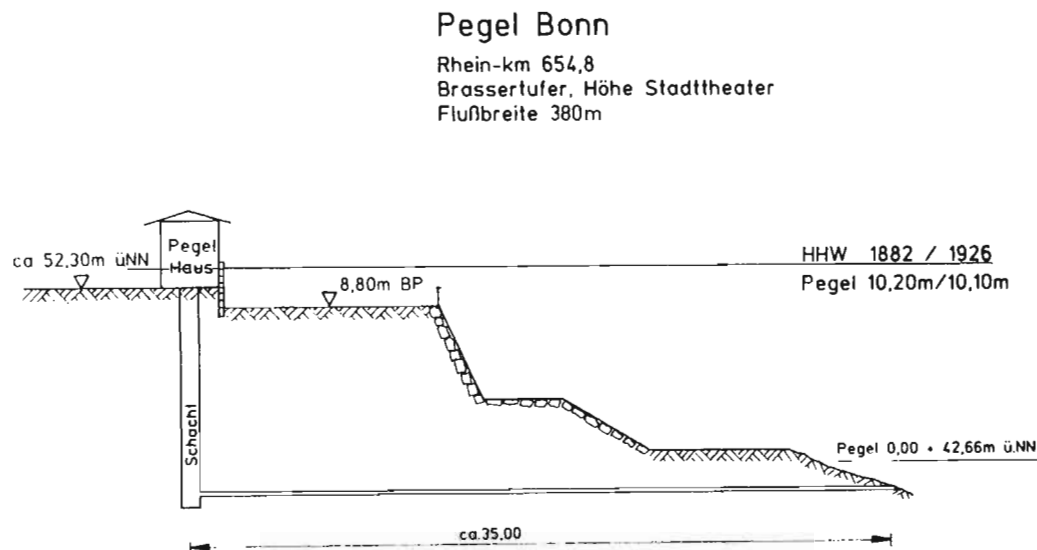 Pegel Bonn
Rhein-km 654,8
Brassertufer, Höhe Stadttheater
Flußbreite 380m
ca 52,30m üNN
Pegel
Haus
8,80m BP
HHW 1882 / 1926
Pegel 10,20m/10,10m
Schacht
Pegel 0,00 + 42,66m ü.NN
ca.35,00